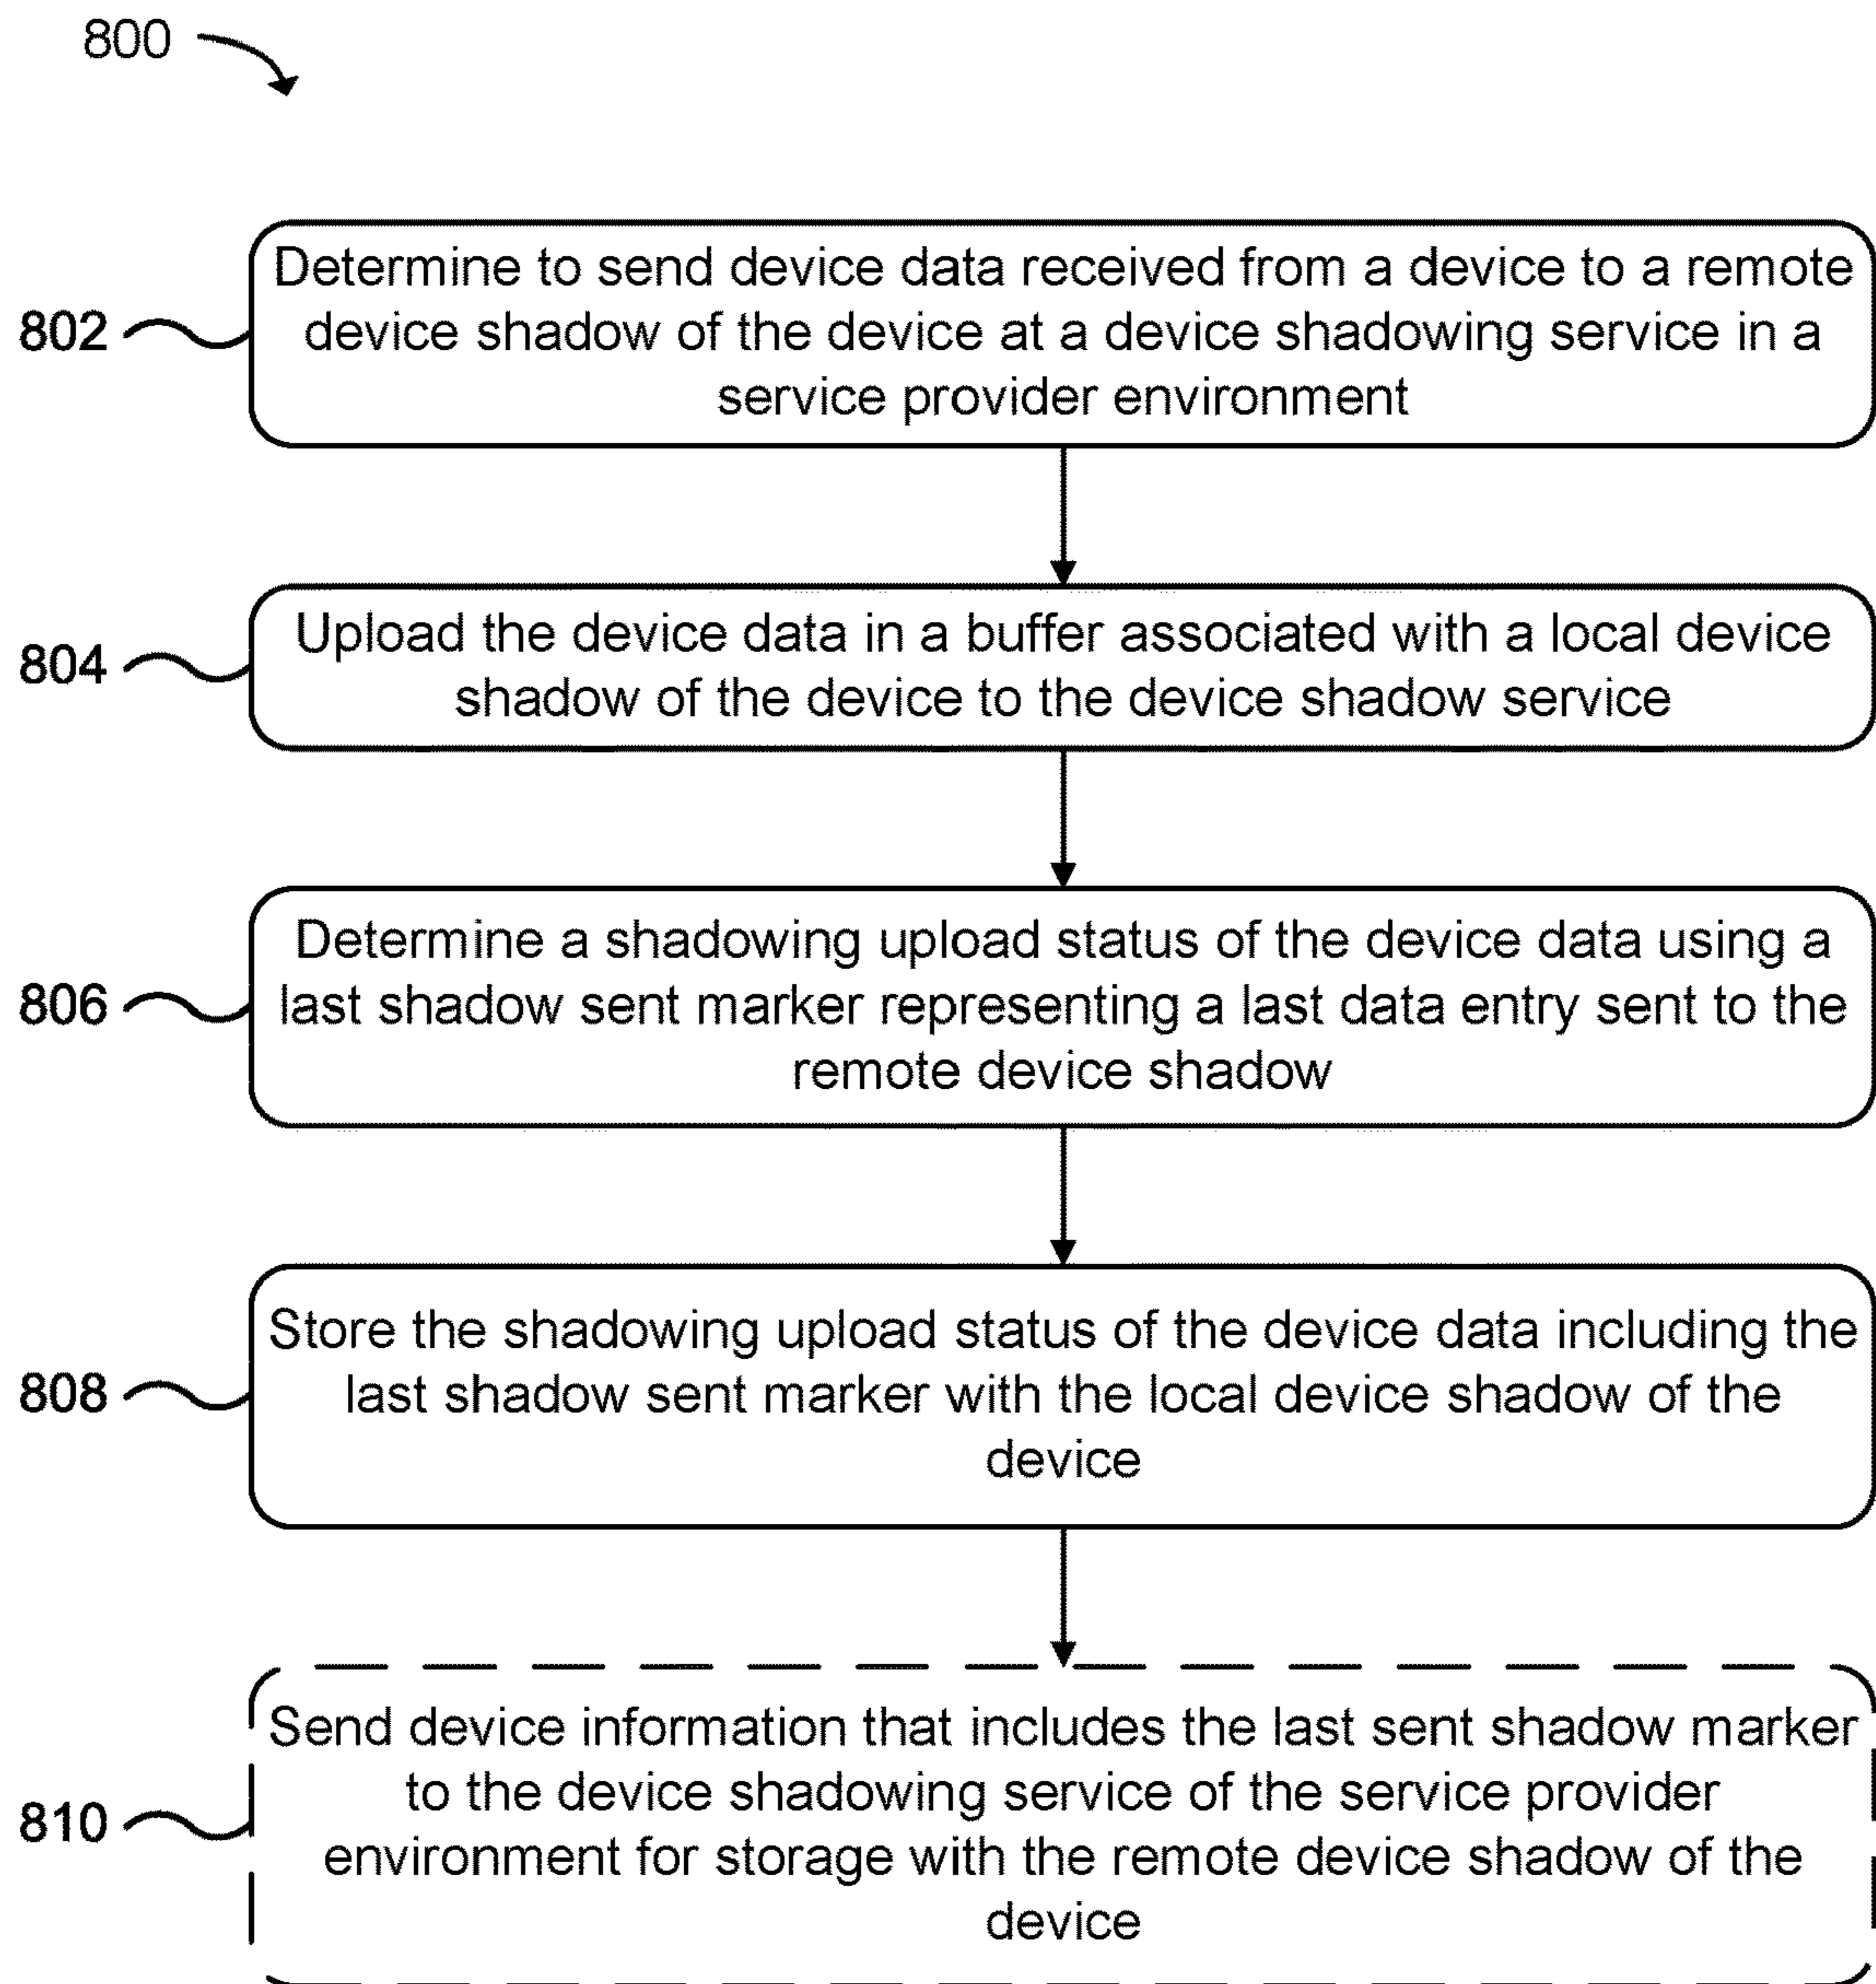 800
802
Determine to send device data received from a device to a remote
device shadow of the device at a device shadowing service in a
service provider environment
804
Upload the device data in a buffer associated with a local device
shadow of the device to the device shadow service
806
Determine a shadowing upload status of the device data using a
last shadow sent marker representing a last data entry sent to the
remote device shadow
808
Store the shadowing upload status of the device data including the
last shadow sent marker with the local device shadow of the
device
810
Send device information that includes the last sent shadow marker
to the device shadowing service of the service provider
environment for storage with the remote device shadow of the
device